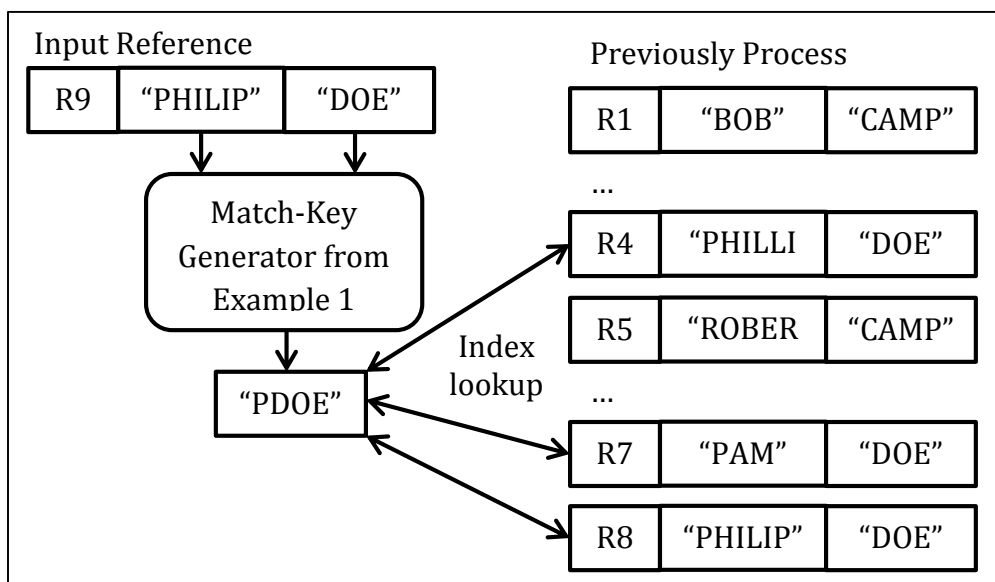 Input Reference
R9 “PHILIP” “DOE”
Match-Key
Generator from
Example 1
“PDOE”
Index
lookup
Previously Process
R1 “BOB” “CAMP”
...
R4 “PHILLI “DOE”
R5 “ROBER “CAMP”
...
R7 “PAM” “DOE”
R8 “PHILIP” “DOE”